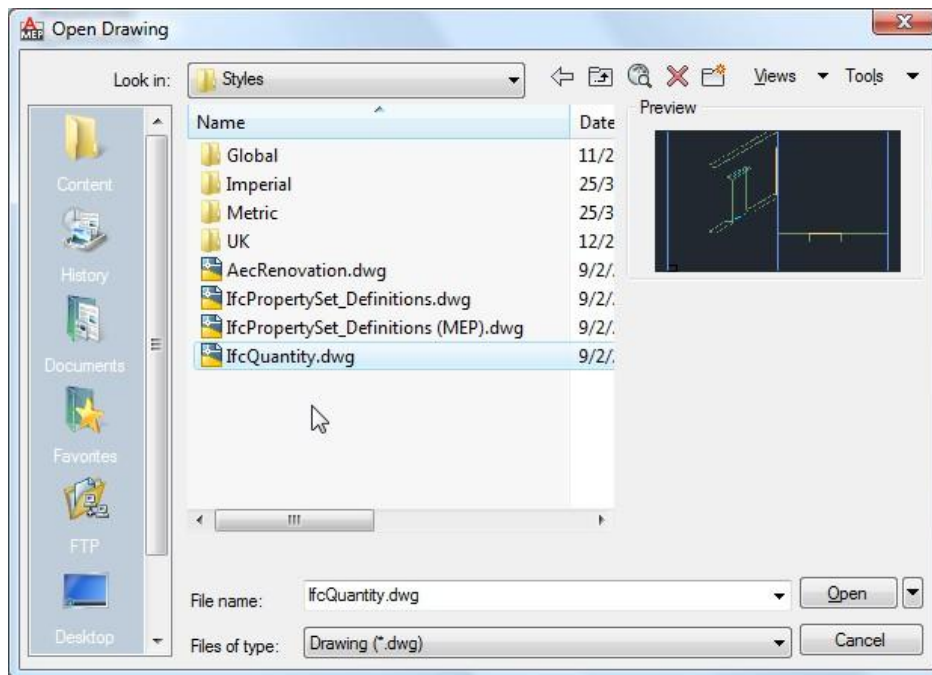 MEP Open Drawing
Look in: Styles Views Tools
Name Date Preview
Global 11/2
Imperial 25/3
Metric 25/3
UK 12/2
AecRenovation.dwg 9/2/
IfcPropertySet_Definitions.dwg 9/2/
IfcPropertySet_Definitions (MEP).dwg 9/2/
IfcQuantity.dwg 9/2/
Content
History
Documents
Favorites
FTP
Desktop
File name: IfcQuantity.dwg Open
Files of type: Drawing (*.dwg) Cancel